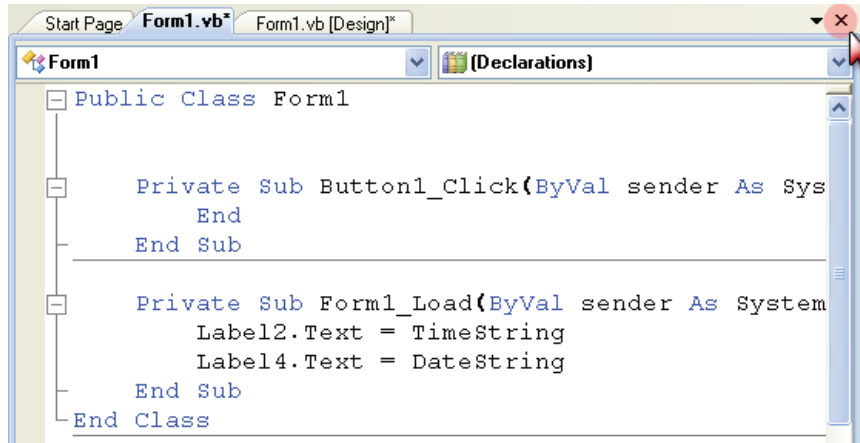 Start Page Form1.vb* Form1.vb [Design]*
Form1 (Declarations)
Public Class Form1
Private Sub Button1_Click(ByVal sender As Sys
End
End Sub
Private Sub Form1_Load(ByVal sender As System
Label2.Text = TimeString
Label4.Text = DateString
End Sub
End Class